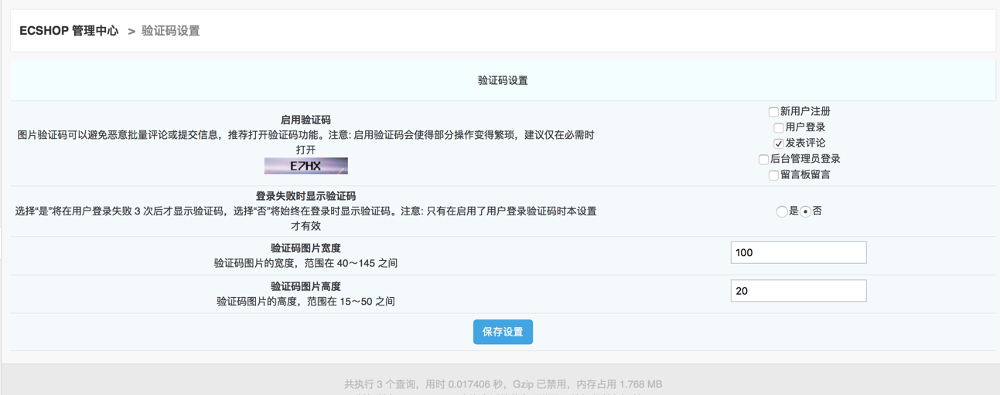 ECSHOP 管理中心 > 验证码设置
验证码设置
启用验证码
图片验证码可以避免恶意批量评论或提交信息，推荐打开验证码功能。注意: 启用验证码会使得部分操作变得繁琐，建议仅在必需时
打开
E7HX
新用户注册
用户登录
发表评论
后台管理员登录
留言板留言
登录失败时显示验证码
选择“是”将在用户登录失败 3 次后才显示验证码，选择“否”将始终在登录时显示验证码。注意: 只有在启用了用户登录验证码时本设置
才有效
是 否
验证码图片宽度
验证码图片的宽度，范围在 40～145 之间
100
验证码图片高度
验证码图片的高度，范围在 15～50 之间
20
保存设置
共执行 3 个查询，用时 0.017406 秒，Gzip 已禁用，内存占用 1.768 MB